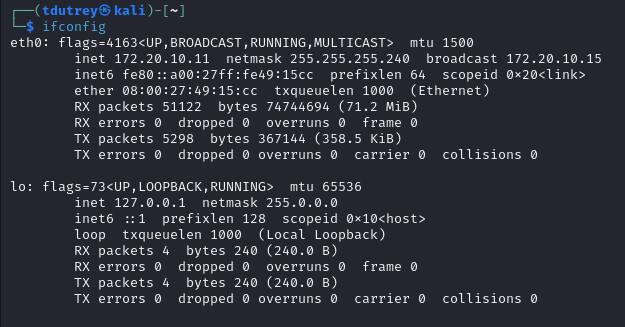 ┌──(tdutrey㉿kali)-[~]
└─$ ifconfig
eth0: flags=4163<UP,BROADCAST,RUNNING,MULTICAST>  mtu 1500
        inet 172.20.10.11  netmask 255.255.255.240  broadcast 172.20.10.15
        inet6 fe80::a00:27ff:fe49:15cc  prefixlen 64  scopeid 0×20<link>
        ether 08:00:27:49:15:cc  txqueuelen 1000  (Ethernet)
        RX packets 51122  bytes 74744694 (71.2 MiB)
        RX errors 0  dropped 0  overruns 0  frame 0
        TX packets 5298  bytes 367144 (358.5 KiB)
        TX errors 0  dropped 0 overruns 0  carrier 0  collisions 0

lo: flags=73<UP,LOOPBACK,RUNNING>  mtu 65536
        inet 127.0.0.1  netmask 255.0.0.0
        inet6 ::1  prefixlen 128  scopeid 0×10<host>
        loop  txqueuelen 1000  (Local Loopback)
        RX packets 4  bytes 240 (240.0 B)
        RX errors 0  dropped 0  overruns 0  frame 0
        TX packets 4  bytes 240 (240.0 B)
        TX errors 0  dropped 0 overruns 0  carrier 0  collisions 0